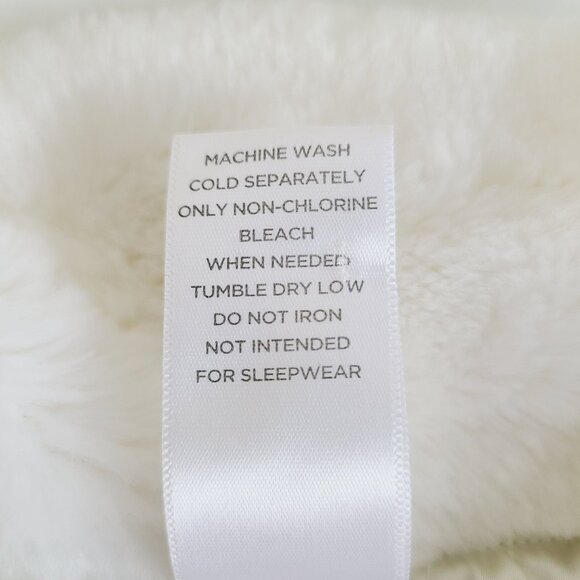 MACHINE WASH
COLD SEPARATELY
ONLY NON-CHLORINE
BLEACH
WHEN NEEDED
TUMBLE DRY LOW
DO NOT IRON
NOT INTENDED
FOR SLEEPWEAR